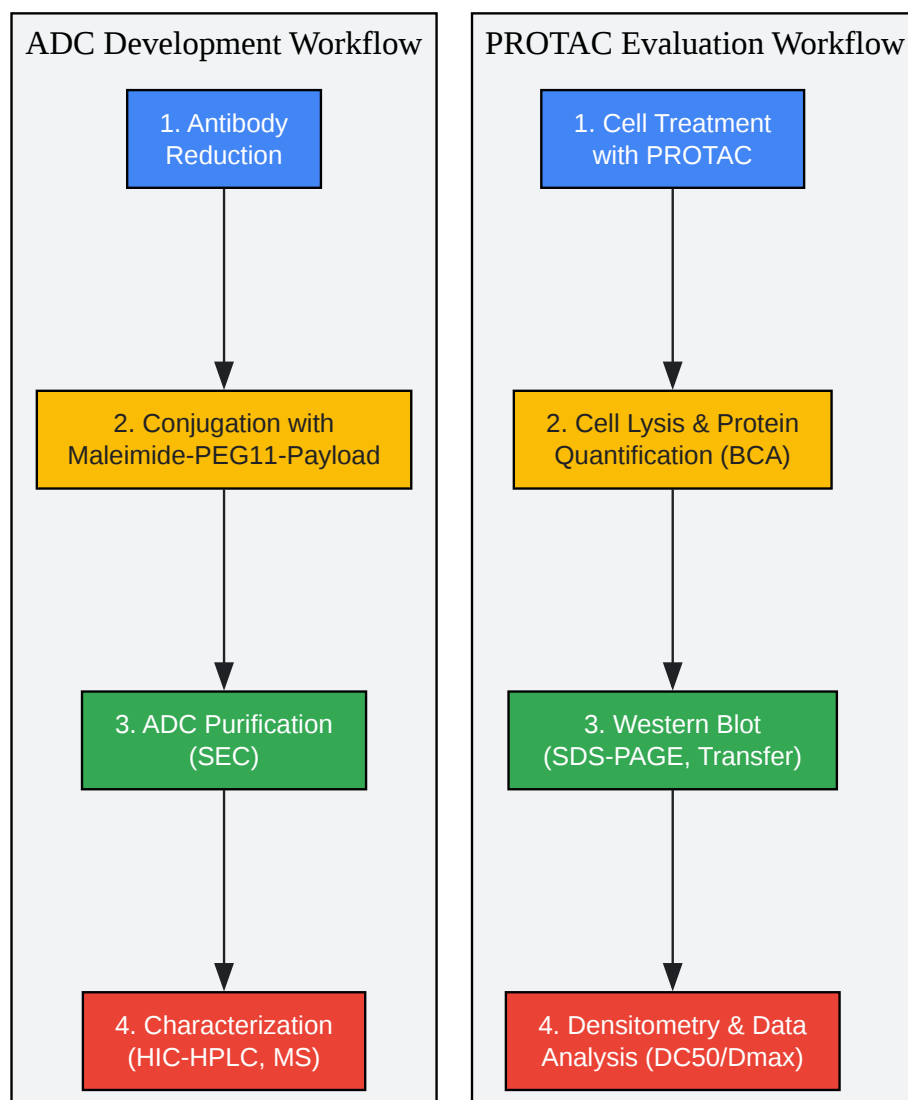 ADC Development Workflow
1. Antibody
Reduction
2. Conjugation with
Maleimide-PEG11-Payload
3. ADC Purification
(SEC)
4. Characterization
(HIC-HPLC, MS)
PROTAC Evaluation Workflow
1. Cell Treatment
with PROTAC
2. Cell Lysis & Protein
Quantification (BCA)
3. Western Blot
(SDS-PAGE, Transfer)
4. Densitometry & Data
Analysis (DC50/Dmax)